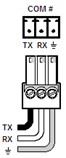 COM #
TX RX ⏚
TX
RX